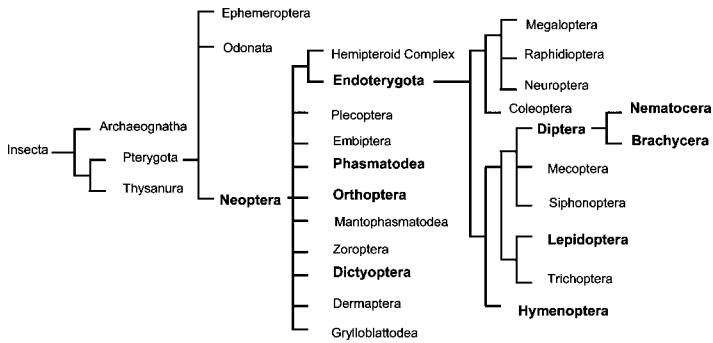 Insecta
Archaeognatha
Pterygota
Thysanura
Ephemeroptera
Odonata
Neoptera
Hemipteroid Complex
Endoterygota
Plecoptera
Embiptera
Phasmatodea
Orthoptera
Mantophasmatodea
Zoroptera
Dictyoptera
Dermaptera
Grylloblattodea
Megaloptera
Raphidioptera
Neuroptera
Coleoptera
Diptera
Nematocera
Brachycera
Mecoptera
Siphonoptera
Lepidoptera
Trichoptera
Hymenoptera